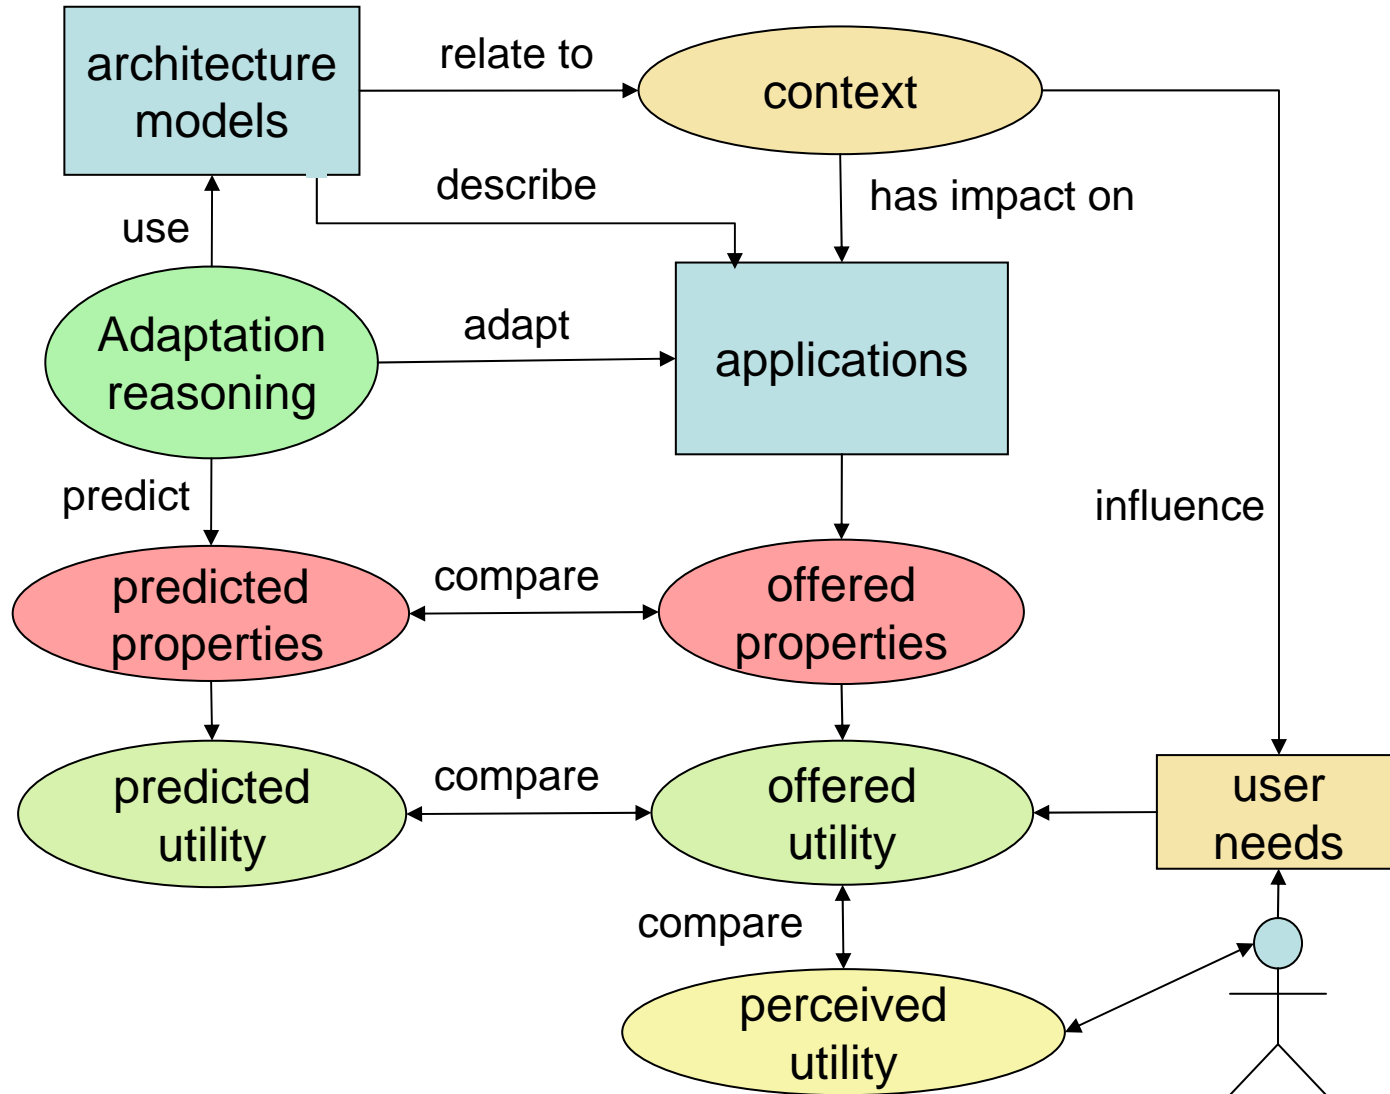 architecture
models
relate to
context
describe
has impact on
use
Adaptation
reasoning
adapt
applications
predict
influence
predicted
properties
compare
offered
properties
predicted
utility
compare
offered
utility
user
needs
compare
perceived
utility